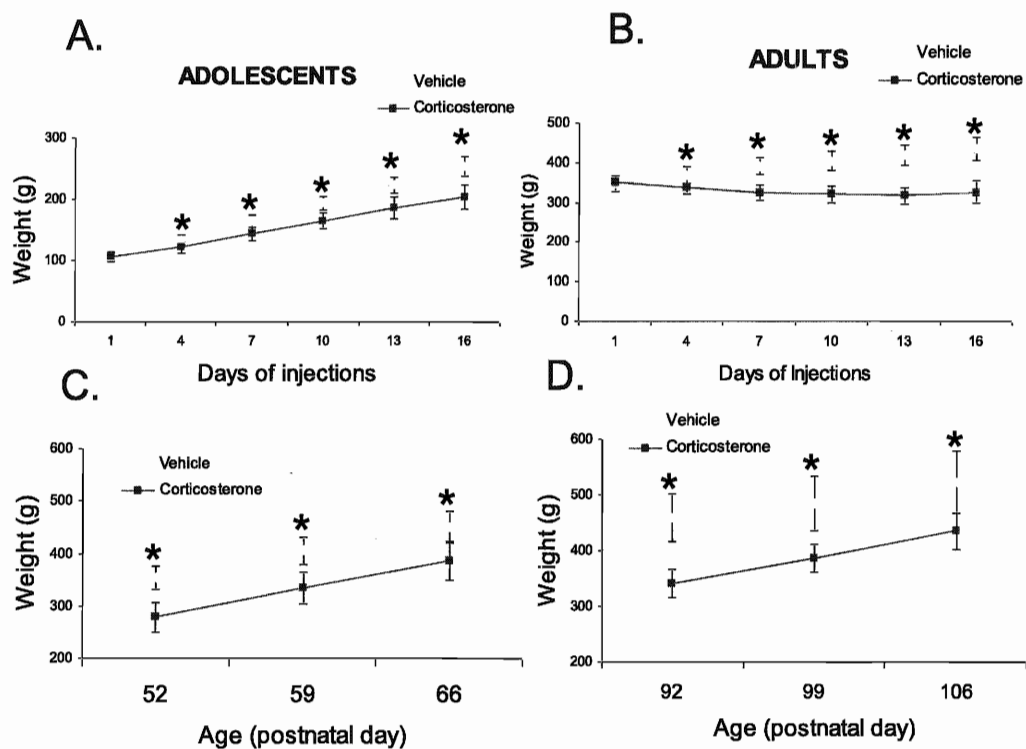 A.
ADOLESCENTS
Vehicle
Corticosterone
300
200
100
0
Weight (g)
* * * * *
1 4 7 10 13 16
Days of injections
B.
ADULTS
Vehicle
Corticosterone
500
400
300
200
100
0
Weight (g)
* * * * *
1 4 7 10 13 16
Days of Injections
C.
Vehicle
Corticosterone
600
500
400
300
200
Weight (g)
* * *
52 59 66
Age (postnatal day)
D.
Vehicle
Corticosterone
600
500
400
300
200
Weight (g)
* * *
92 99 106
Age (postnatal day)